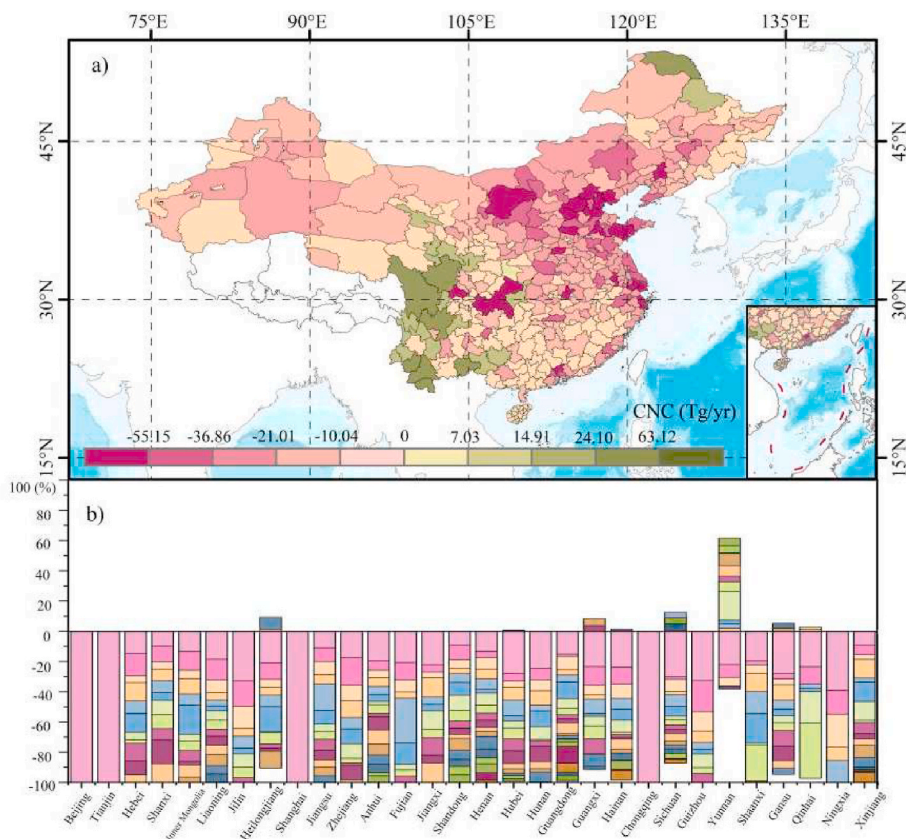 75°E 90°E 105°E 120°E 135°E
a)
45°N 45°N
30°N 30°N
CNC (Tg/yr)
-5515 -36.86 -21.01 -10.04 0 7.03 14.91 24.10 63.12
15°N 15°N
100 (%)
b)
80
60
40
20
0
-20
-40
-60
-80
-100
Beijing Tianjin Hebei Shanxi Inner Mongolia Liaoning Jilin Heilongjiang Shanghai Jiangsu Zhejiang Anhui Fujian Jiangxi Shandong Henan Hubei Hunan Guangdong Guangxi Hainan Chongqing Sichuan Guizhou Yunnan Shaanxi Gansu Qinhai Ningxia Xinjiang